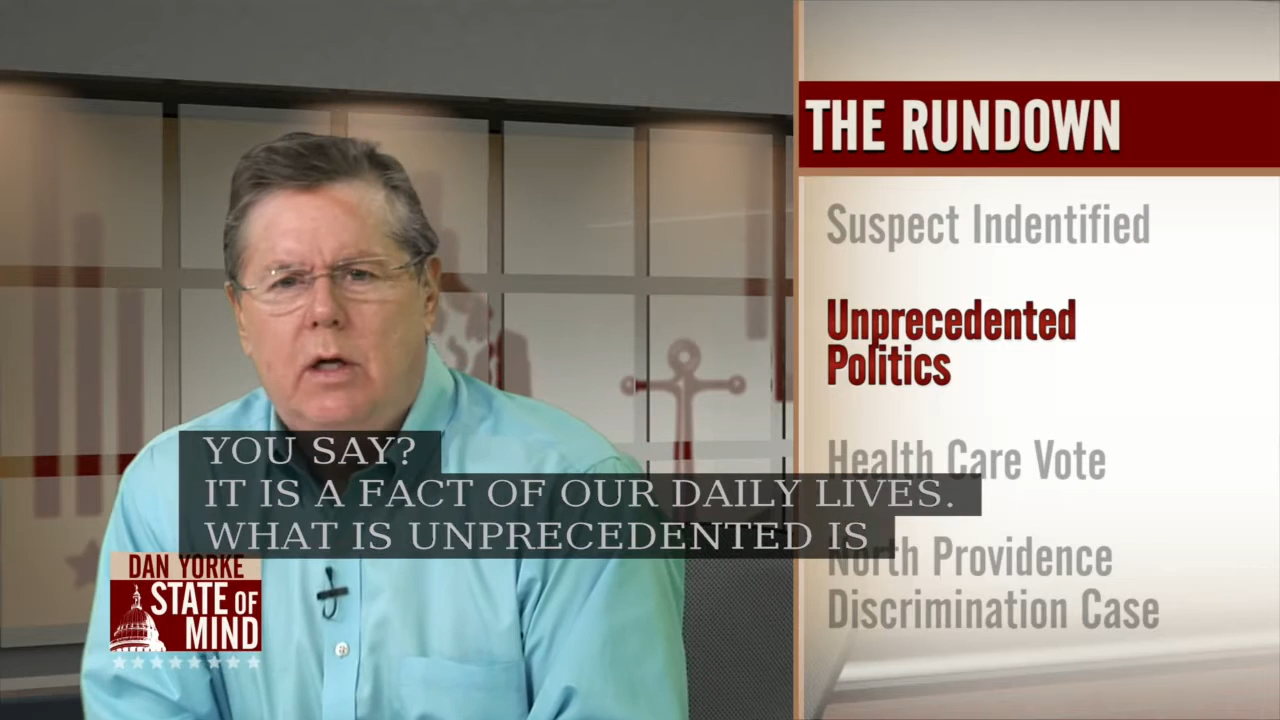 THE RUNDOWN
Suspect Indentified
Unprecedented
Politics
Health Care Vote
North Providence
Discrimination Case
YOU SAY?
IT IS A FACT OF OUR DAILY LIVES.
WHAT IS UNPRECEDENTED IS
DAN YORKE
STATE OF
MIND